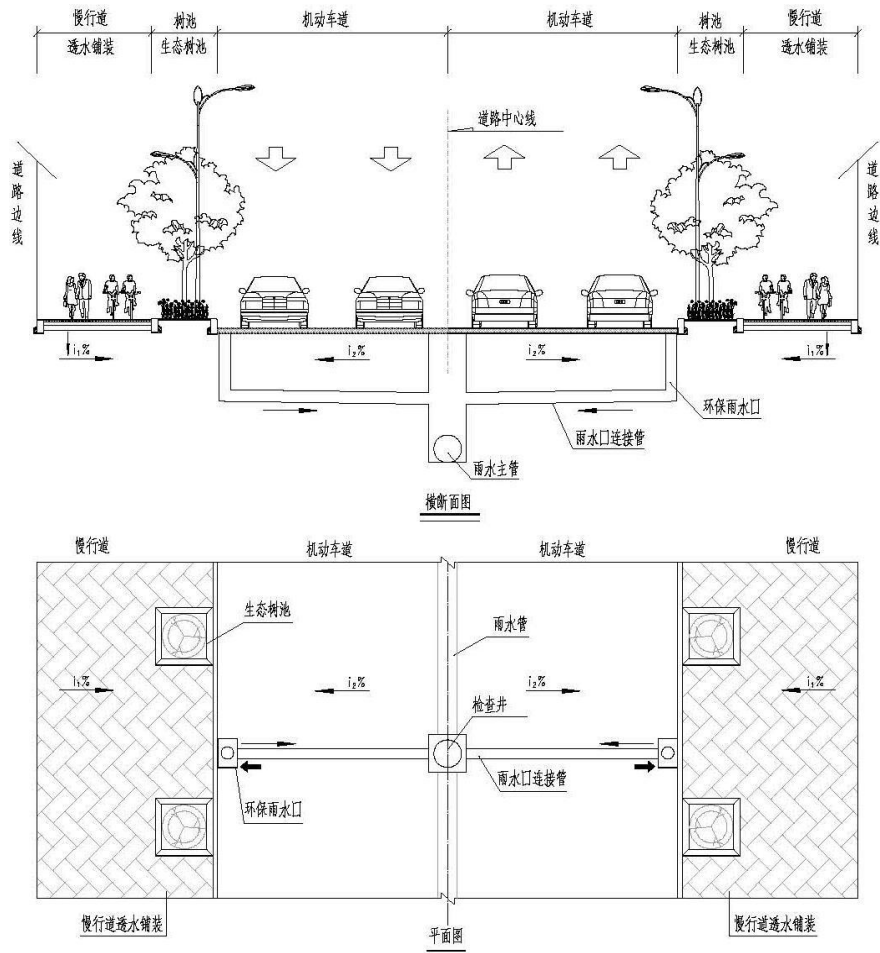 慢行道
树池
机动车道
机动车道
树池
慢行道
透水铺装
生态树池
生态树池
透水铺装
道路中心线
道路边线
道路边线
i₁%
i₂%
i₂%
i₁%
环保雨水口
雨水口连接管
雨水主管
横断面图
慢行道
机动车道
机动车道
慢行道
生态树池
雨水管
i₁%
i₂%
i₂%
i₁%
检查井
雨水口连接管
环保雨水口
慢行道透水铺装
慢行道透水铺装
平面图